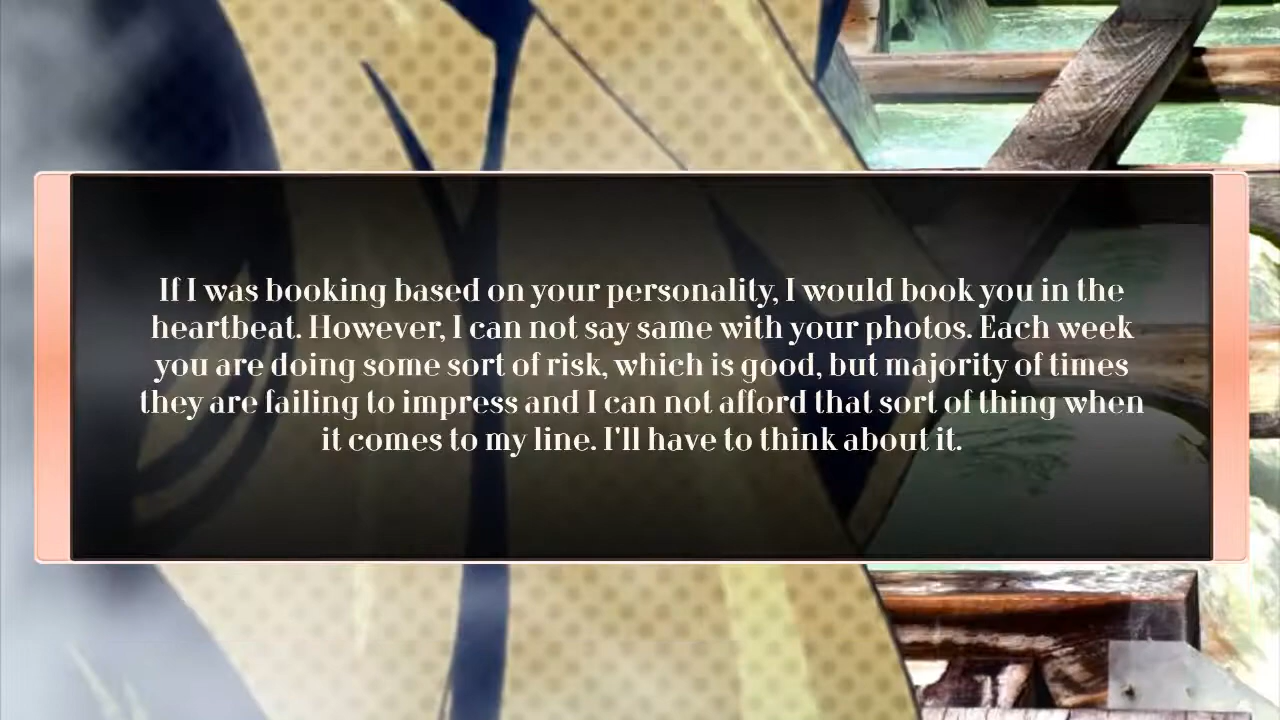 If I was booking based on your personality, I would book you in the
heartbeat. However, I can not say same with your photos. Each week
you are doing some sort of risk, which is good, but majority of times
they are failing to impress and I can not afford that sort of thing when
it comes to my line. I'll have to think about it.